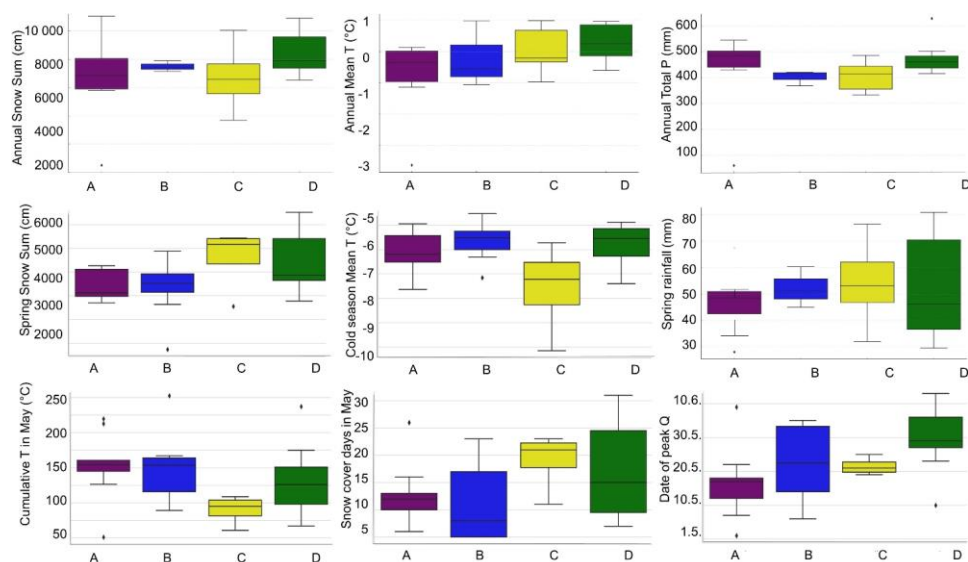 Annual Snow Sum (cm)
10 000
8000
6000
4000
2000
A B C D
Annual Mean T (°C)
1
0
-1
-2
-3
A B C D
Annual Total P (mm)
600
500
400
300
200
100
A B C D
Spring Snow Sum (cm)
6000
5000
4000
3000
2000
A B C D
Cold season Mean T (°C)
-5
-6
-7
-8
-9
-10
A B C D
Spring rainfall (mm)
80
70
60
50
40
30
A B C D
Cumulative T in May (°C)
250
200
150
100
50
A B C D
Snow cover days in May
30
20
10
5
A B C D
Date of peak Q
10.6.
30.5.
20.5.
10.5.
1.5.
A B C D